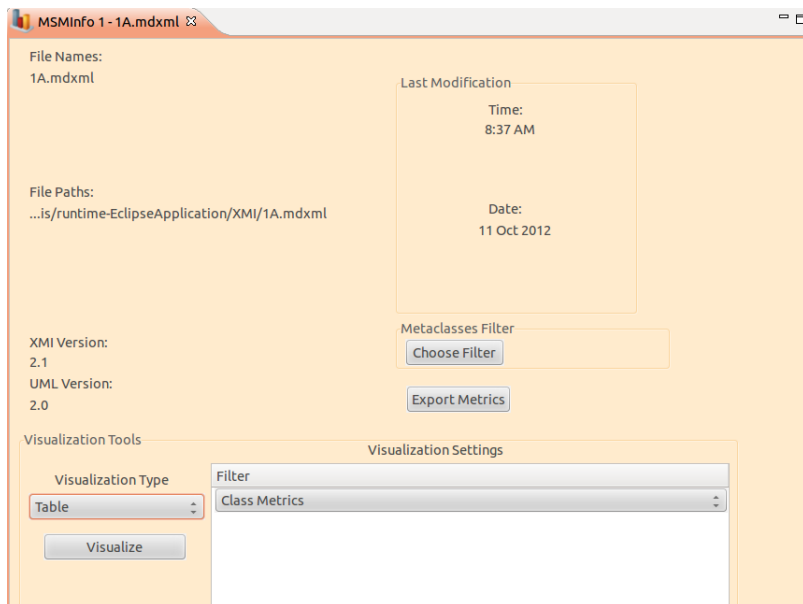 MSMInfo 1 - 1A.mdxml
File Names:
1A.mdxml
Last Modification
Time:
8:37 AM
File Paths:
...is/runtime-EclipseApplication/XMI/1A.mdxml
Date:
11 Oct 2012
XMI Version:
2.1
UML Version:
2.0
Metaclasses Filter
Choose Filter
Export Metrics
Visualization Tools
Visualization Settings
Visualization Type
Filter
Table
Class Metrics
Visualize